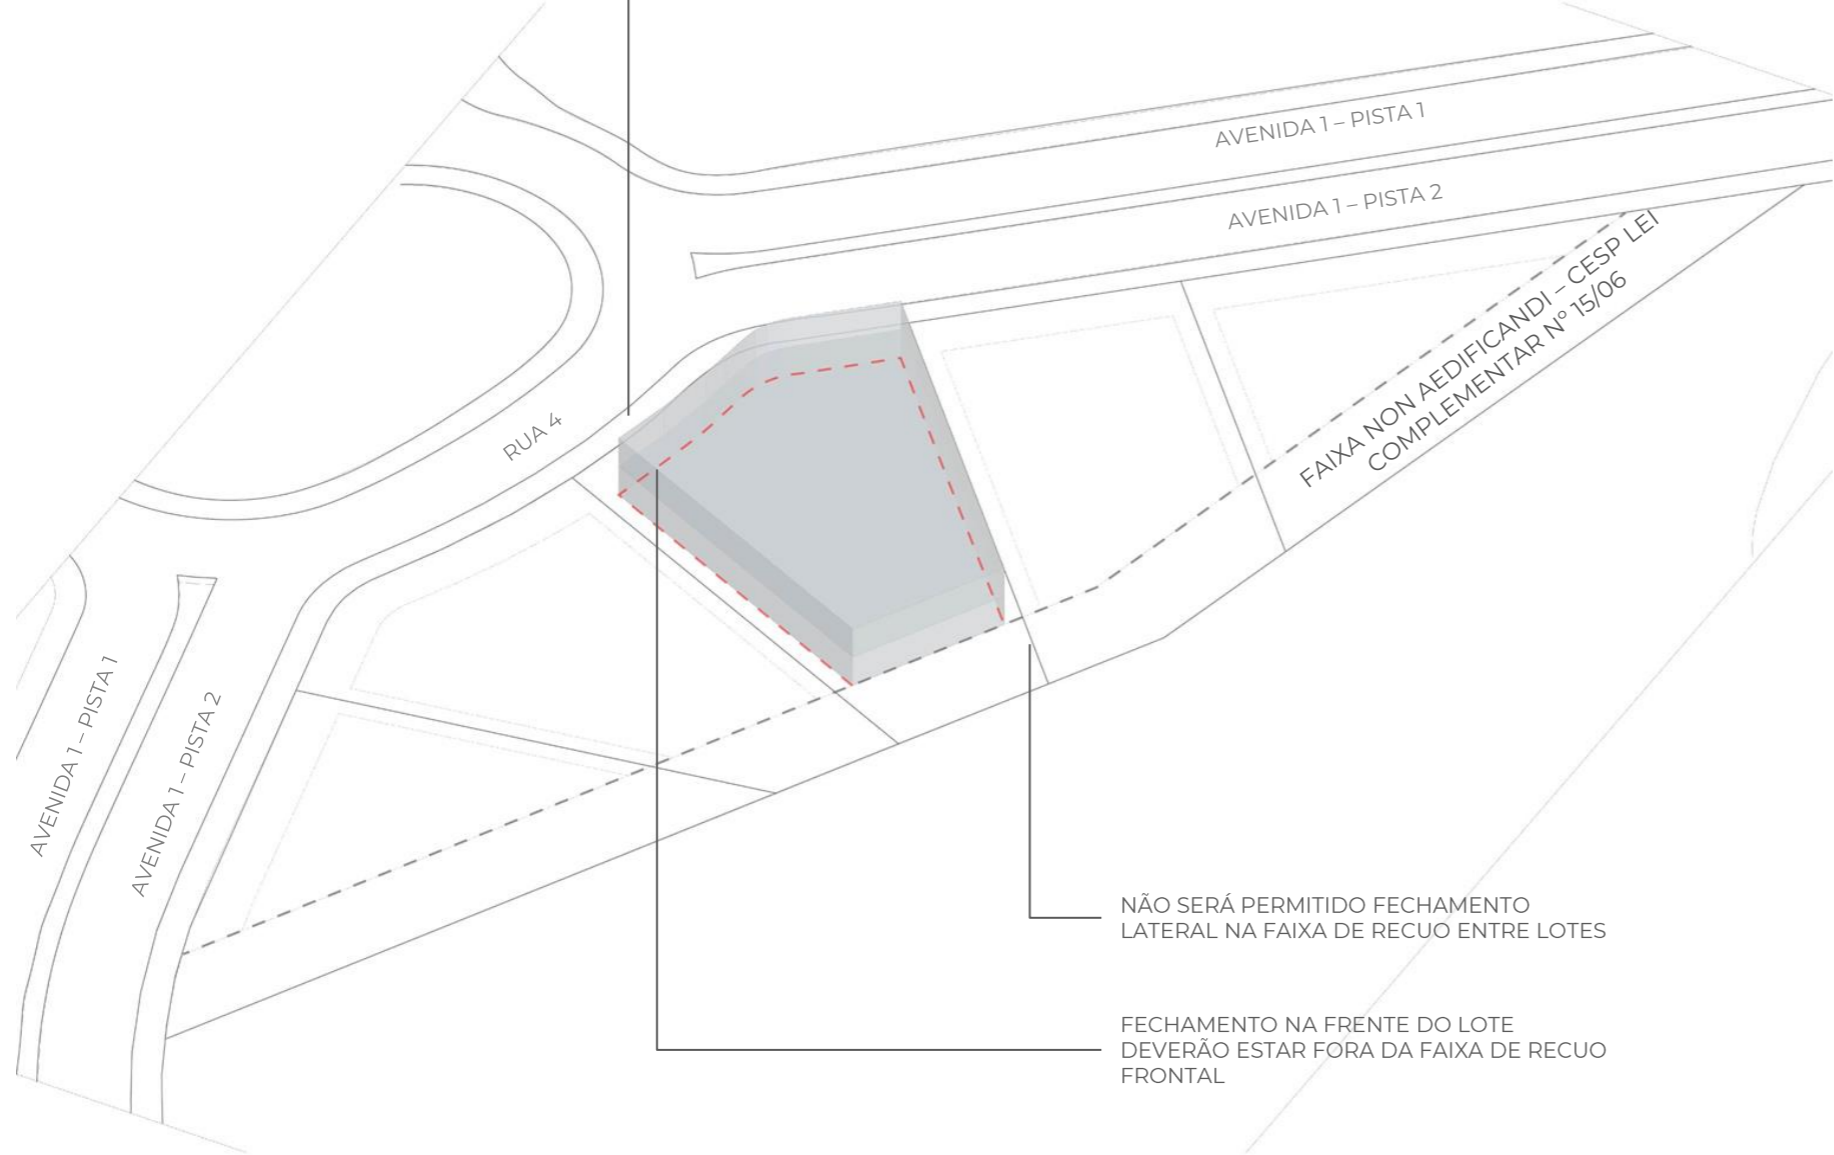 AVENIDA 1 – PISTA 1
AVENIDA 1 – PISTA 2
FAIXA NON AEDIFICANDI – CESP LEI
COMPLEMENTAR Nº 15/06
RUA 4
AVENIDA 1 – PISTA 1
AVENIDA 1 – PISTA 2
NÃO SERÁ PERMITIDO FECHAMENTO
LATERAL NA FAIXA DE RECUO ENTRE LOTES
FECHAMENTO NA FRENTE DO LOTE
DEVERÃO ESTAR FORA DA FAIXA DE RECUO
FRONTAL